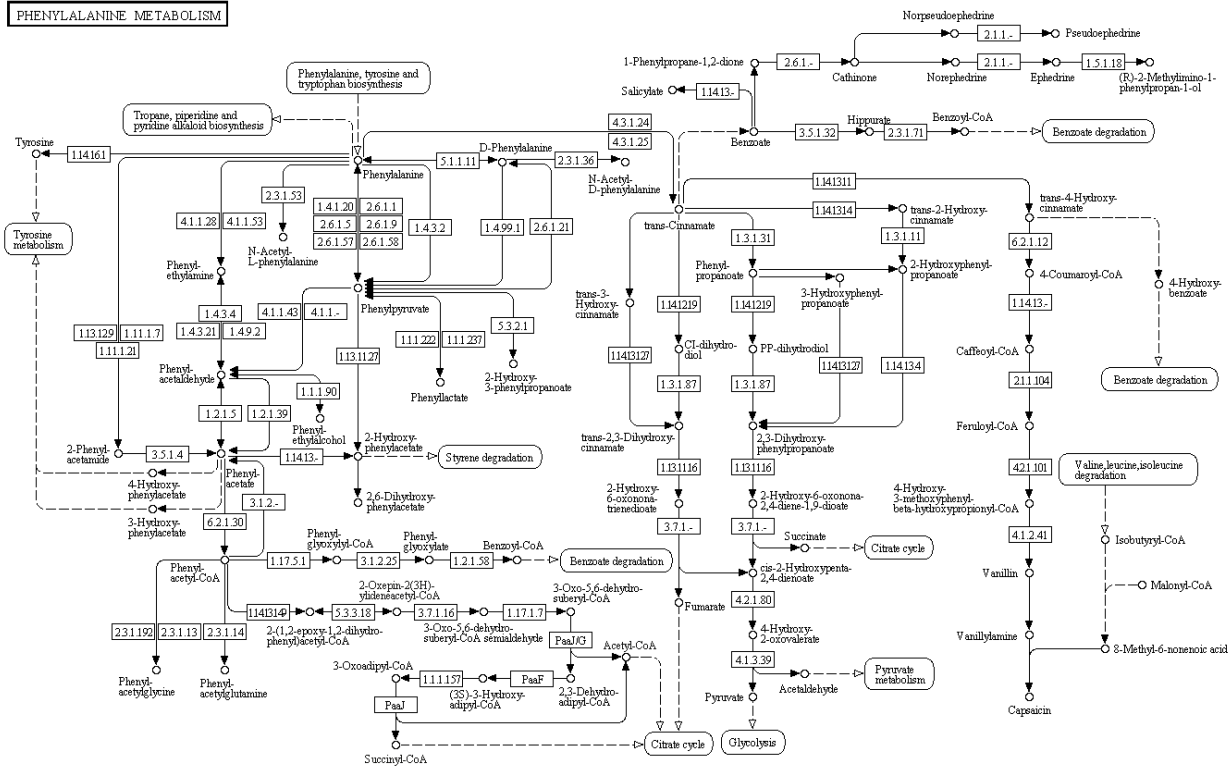 PHENYLALANINE METABOLISM
Norpseudoephedrine
2.1.1.-
Pseudoephedrine
1-Phenylpropane-1,2-dione
2.6.1.-
Cathinone
2.1.1.-
Norephedrine
Ephedrine
1.5.1.18
(R)-2-Methylimino-1-
phenylpropan-1-ol
Phenylalanine, tyrosine and
tryptophan biosynthesis
Salicylate
1.14.13.-
Tropane, piperidine and
pyridine alkaloid biosynthesis
4.3.1.24
4.3.1.25
Benzoate
3.5.1.32
Hippurate
2.3.1.71
Benzoyl-CoA
Benzoate degradation
Tyrosine
1.14.16.1
Phenylalanine
5.1.1.11
D-Phenylalanine
2.3.1.36
N-Acetyl-
D-phenylalanine
Tyrosine
metabolism
4.1.1.28
4.1.1.53
2.3.1.53
N-Acetyl-
L-phenylalanine
1.4.1.20
2.6.1.1
2.6.1.5
2.6.1.9
2.6.1.57
2.6.1.58
1.4.3.2
1.4.99.1
2.6.1.21
trans-Cinnamate
1.14.13.11
1.14.13.14
trans-2-Hydroxy-
cinnamate
trans-4-Hydroxy-
cinnamate
1.3.1.31
1.3.1.11
6.2.1.12
Phenyl-
ethylamine
Phenylpyruvate
Phenyl-
propanoate
2-Hydroxyphenyl-
propanoate
3-Hydroxyphenyl-
propanoate
4-Coumaroyl-CoA
4-Hydroxy-
benzoate
trans-3-
Hydroxy-
cinnamate
1.14.12.19
1.14.12.19
1.14.13.-
1.4.3.4
1.4.3.21
1.4.9.2
4.1.1.43
4.1.1.-
1.13.12.9
1.11.1.7
1.11.1.21
1.13.11.27
1.1.1.222
1.1.1.237
5.3.2.1
1.14.13.127
CI-dihydro-
diol
PP-dihydrodiol
1.14.13.127
1.14.13.4
Caffeoyl-CoA
Benzoate degradation
Phenyl-
acetaldehyde
1.1.1.90
Phenyllactate
2-Hydroxy-
3-phenylpropanoate
1.3.1.87
1.3.1.87
2.1.1.104
1.2.1.5
1.2.1.39
Phenyl-
ethylalcohol
trans-2,3-Dihydroxy-
cinnamate
2,3-Dihydroxy-
phenylpropanoate
Feruloyl-CoA
2-Phenyl-
acetamide
3.5.1.4
Phenyl-
acetate
1.14.13.-
2-Hydroxy-
phenylacetate
Styrene degradation
1.13.11.16
1.13.11.16
4.2.1.101
Valine,leucine,isoleucine
degradation
4-Hydroxy-
phenylacetate
3-Hydroxy-
phenylacetate
3.1.2.-
2,6-Dihydroxy-
phenylacetate
2-Hydroxy-
6-oxonona-
trienedioate
2-Hydroxy-6-oxonona-
2,4-diene-1,9-dioate
4-Hydroxy-
3-methoxyphenyl-
beta-hydroxypropionyl-CoA
6.2.1.30
3.7.1.-
3.7.1.-
Succinate
Citrate cycle
4.1.2.41
Isobutyryl-CoA
Phenyl-
acetyl-CoA
1.17.5.1
Phenyl-
glyoxylyl-CoA
3.1.2.25
Phenyl-
glyoxylate
1.2.1.58
Benzoyl-CoA
Benzoate degradation
cis-2-Hydroxypenta-
2,4-dienoate
Vanillin
Malonyl-CoA
1.14.13.149
2-(1,2-epoxy-1,2-dihydro-
phenyl)acetyl-CoA
5.3.3.18
2-Oxepin-2(3H)-
ylideneacetyl-CoA
3.7.1.16
3-Oxo-5,6-dehydro-
suberyl-CoA semialdehyde
1.17.1.7
3-Oxo-5,6-dehydro-
suberyl-CoA
Fumarate
4.2.1.80
2.3.1.192
2.3.1.13
2.3.1.14
PaaJ/G
Acetyl-CoA
4-Hydroxy-
2-oxovalerate
Vanillylamine
8-Methyl-6-nonenoic acid
Phenyl-
acetylglycine
Phenyl-
acetylglutamine
3-Oxoadipyl-CoA
1.1.1.157
(3S)-3-Hydroxy-
adipyl-CoA
PaaF
2,3-Dehydro-
adipyl-CoA
4.1.3.39
Acetaldehyde
Pyruvate
metabolism
PaaJ
Pyruvate
Capsaicin
Succinyl-CoA
Citrate cycle
Glycolysis